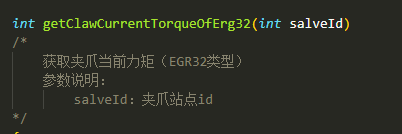 int getClawCurrentTorqueOfErg32(int salveId)
/*
获取夹爪当前力矩（EGR32类型）
参数说明：
salveId：夹爪站点id
*/